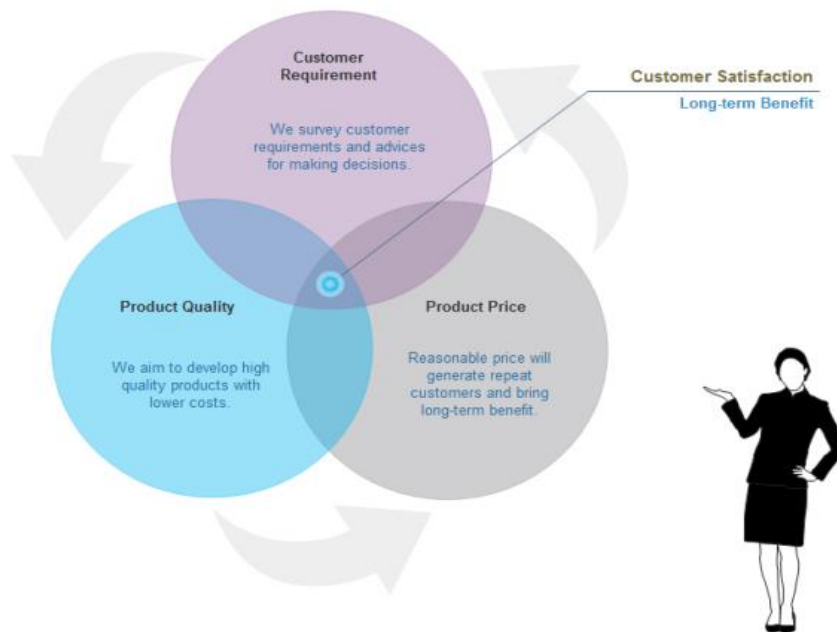 Customer
Requirement
We survey customer
requirements and advices
for making decisions.
Customer Satisfaction
Long-term Benefit
Product Quality
We aim to develop high
quality products with
lower costs.
Product Price
Reasonable price will
generate repeat
customers and bring
long-term benefit.